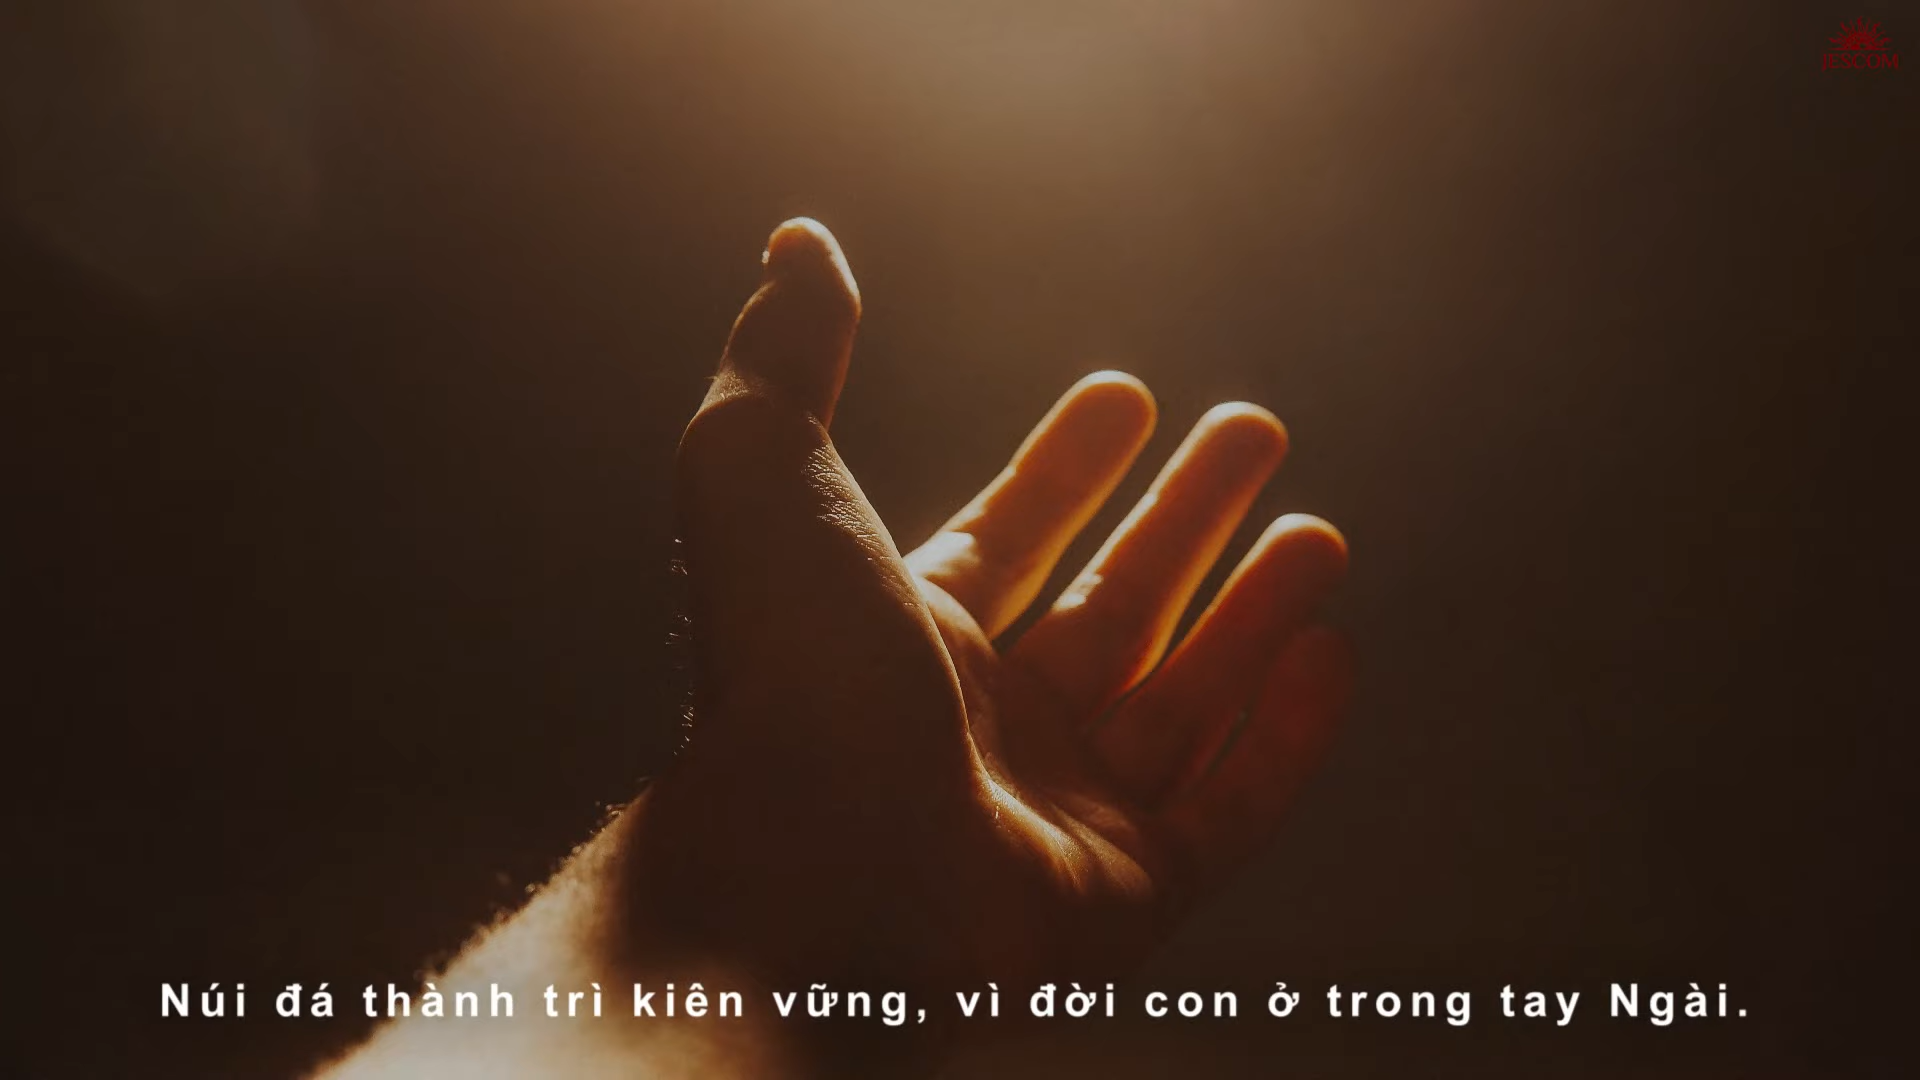 JESCOM
Núi đá thành trì kiên vững, vì đời con ở trong tay Ngài.